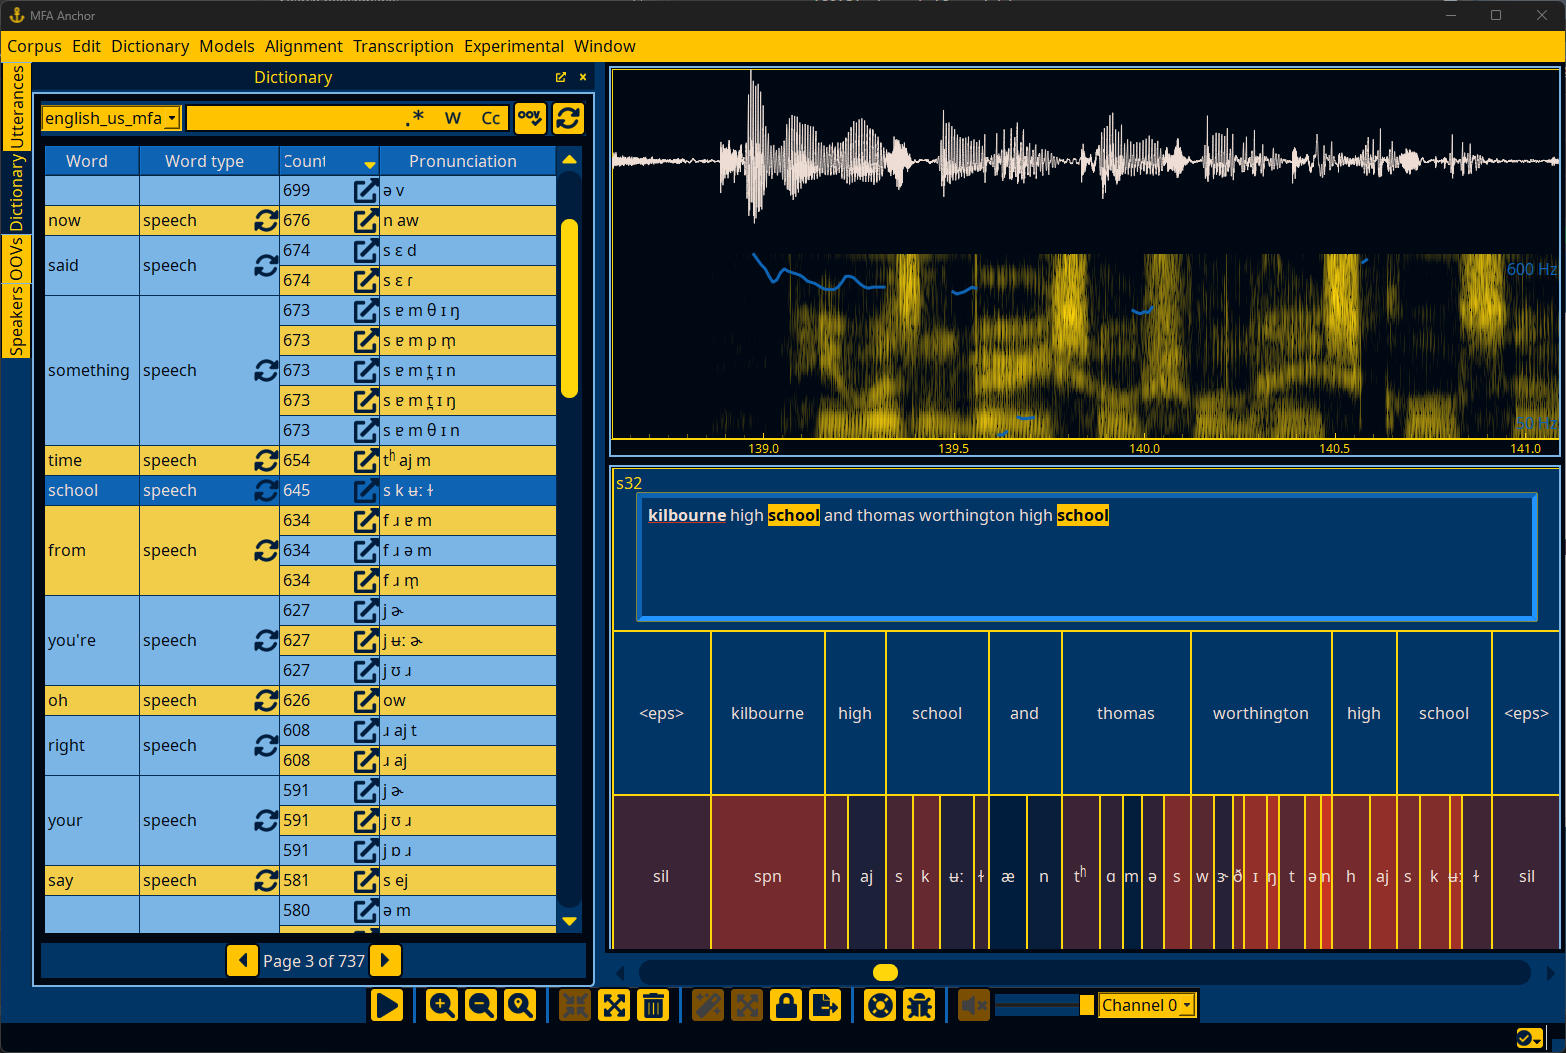 MFA Anchor
Corpus Edit Dictionary Models Alignment Transcription Experimental Window
Utterances
Dictionary
OOVs
Speakers
Dictionary
english_us_mfa .* W Cc OOV
Word Word type Count Pronunciation
699 ə v
now speech 676 n aw
said speech
674 s ɛ d
674 s ɛ ɾ
something speech
673 s ɐ m θ ɪ ŋ
673 s ɐ m p m̩
673 s ɐ m t̪ ɪ n
673 s ɐ m t̪ ɪ ŋ
673 s ɐ m θ ɪ n
time speech 654 tʰ aj m
school speech 645 s k ʉː ɫ
from speech
634 f ɹ ɐ m
634 f ɹ ə m
634 f ɹ m̩
you're speech
627 j ɚ
627 j ʉː ɚ
627 j ʊ ɹ
oh speech 626 ow
right speech
608 ɹ aj t
608 ɹ aj
your speech
591 j ɚ
591 j ʊ ɹ
591 j ɒ ɹ
say speech 581 s ej
580 ə m
Page 3 of 737
600 Hz
50 Hz
139.0 139.5 140.0 140.5 141.0
s32
kilbourne high school and thomas worthington high school
<eps> kilbourne high school and thomas worthington high school <eps>
sil spn h aj s k ʉː ɫ æ n tʰ ɑ m ə s w ɝ ð ɪ ŋ t ə n h aj s k ʉː ɫ sil
Channel 0